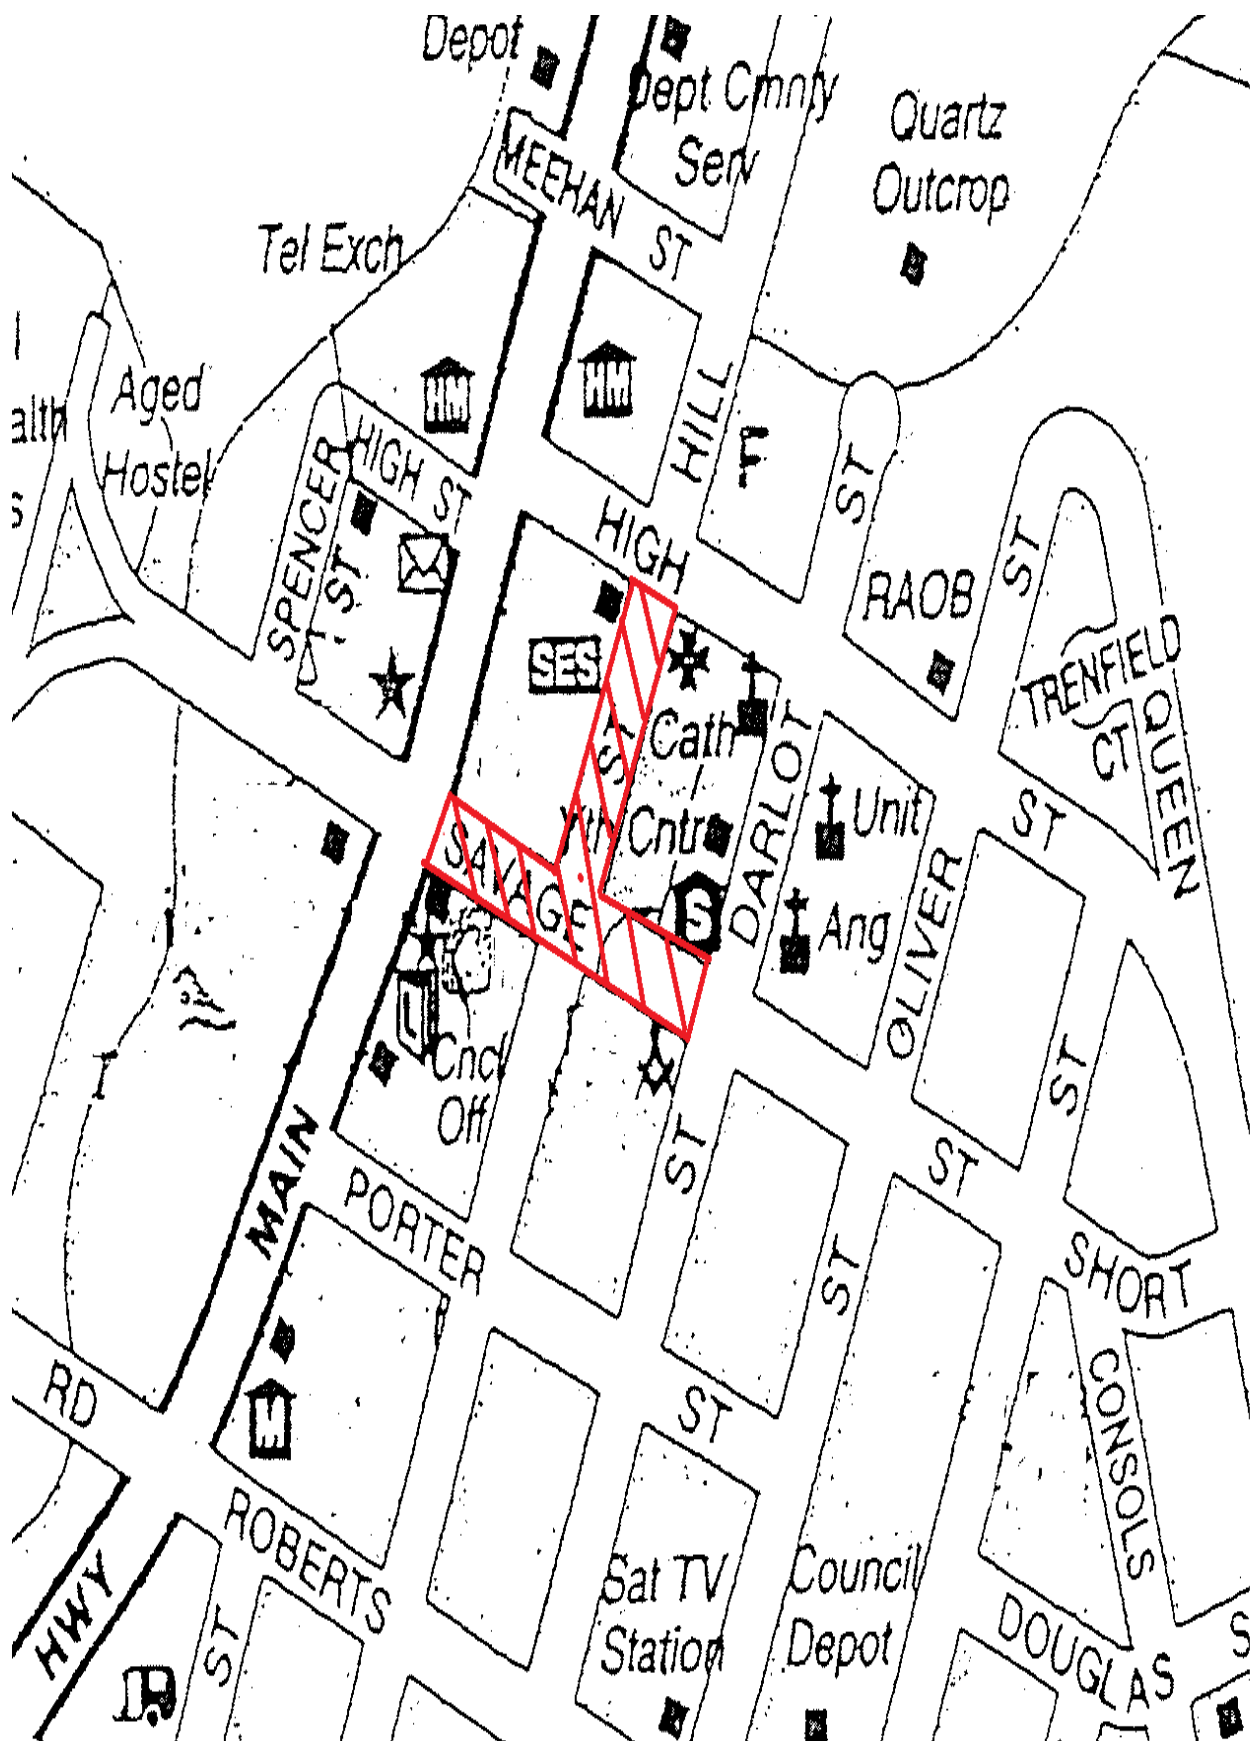 Depot
Dept Cmnty
Serv
Quartz
Outcrop
MEEHAN
ST
Tel Exch
HM
HM
HILL
Aged
Hostel
alth
HIGH
ST
SPENCER
ST
HIGH
F
ST
RAOB
ST
TRENFIELD
CT
QUEEN
SES
ST
Cath
DARLOT
Unit
ST
SAVAGE
Yth Cntr
S
Ang
OLIVER
L
Cncl
Off
ST
ST
MAIN
PORTER
ST
ST
SHORT
RD
M
ST
CONSOLS
ROBERTS
HWY
ST
Sat TV
Station
Council
Depot
DOUGLAS
S